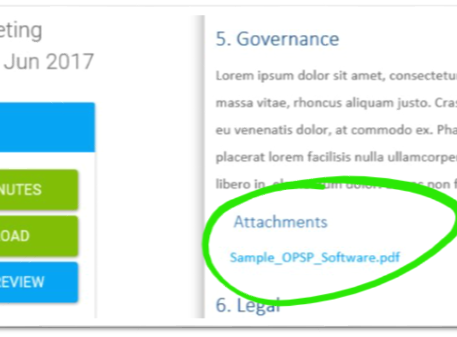 eting
Jun 2017
NUTES
OAD
EVIEW
5. Governance
Lorem ipsum dolor sit amet, consectetu
massa vitae, rhoncus aliquam justo. Cras
eu venenatis dolor, at commodo ex. Pha
placerat lorem facilisis nulla ullamcorpe
libero in, non f
Attachments
Sample_OPSP_Software.pdf
6. Legal